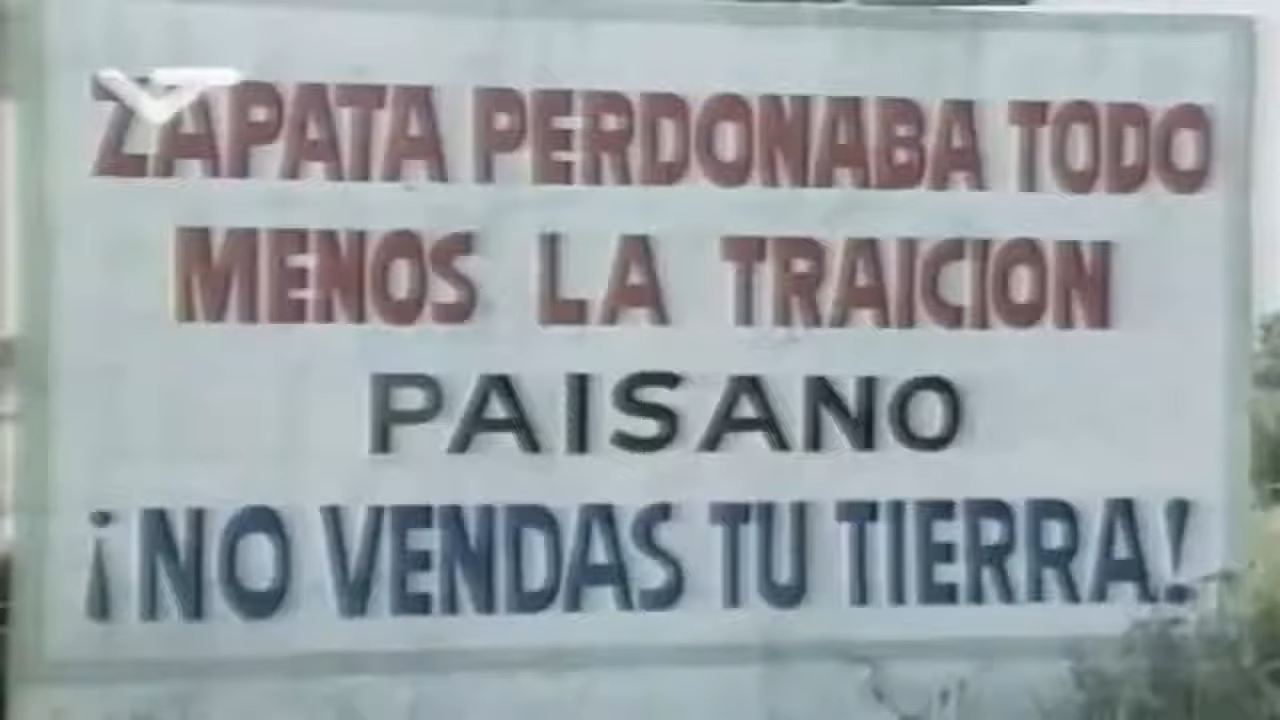 ZAPATA PERDONABA TODO
MENOS LA TRAICION
PAISANO
¡NO VENDAS TU TIERRA!